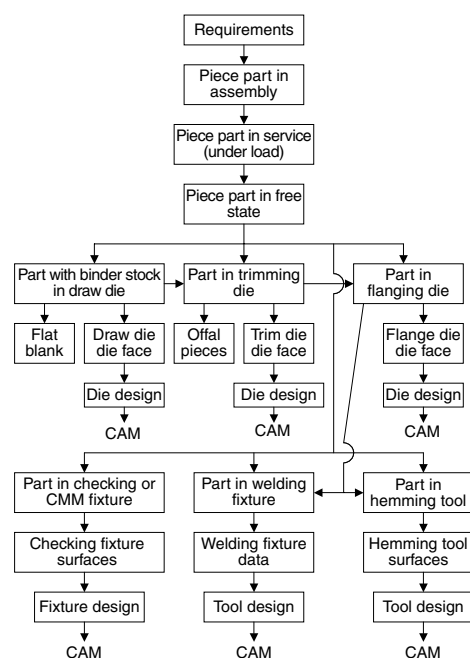 Requirements
Piece part in
assembly
Piece part in service
(under load)
Piece part in free
state
Part with binder stock
in draw die
Part in trimming
die
Part in
flanging die
Flat
blank
Draw die
die face
Offal
pieces
Trim die
die face
Flange die
die face
Die design
Die design
Die design
CAM
CAM
CAM
Part in checking or
CMM fixture
Part in welding
fixture
Part in
hemming tool
Checking fixture
surfaces
Welding fixture
data
Hemming tool
surfaces
Fixture design
Tool design
Tool design
CAM
CAM
CAM